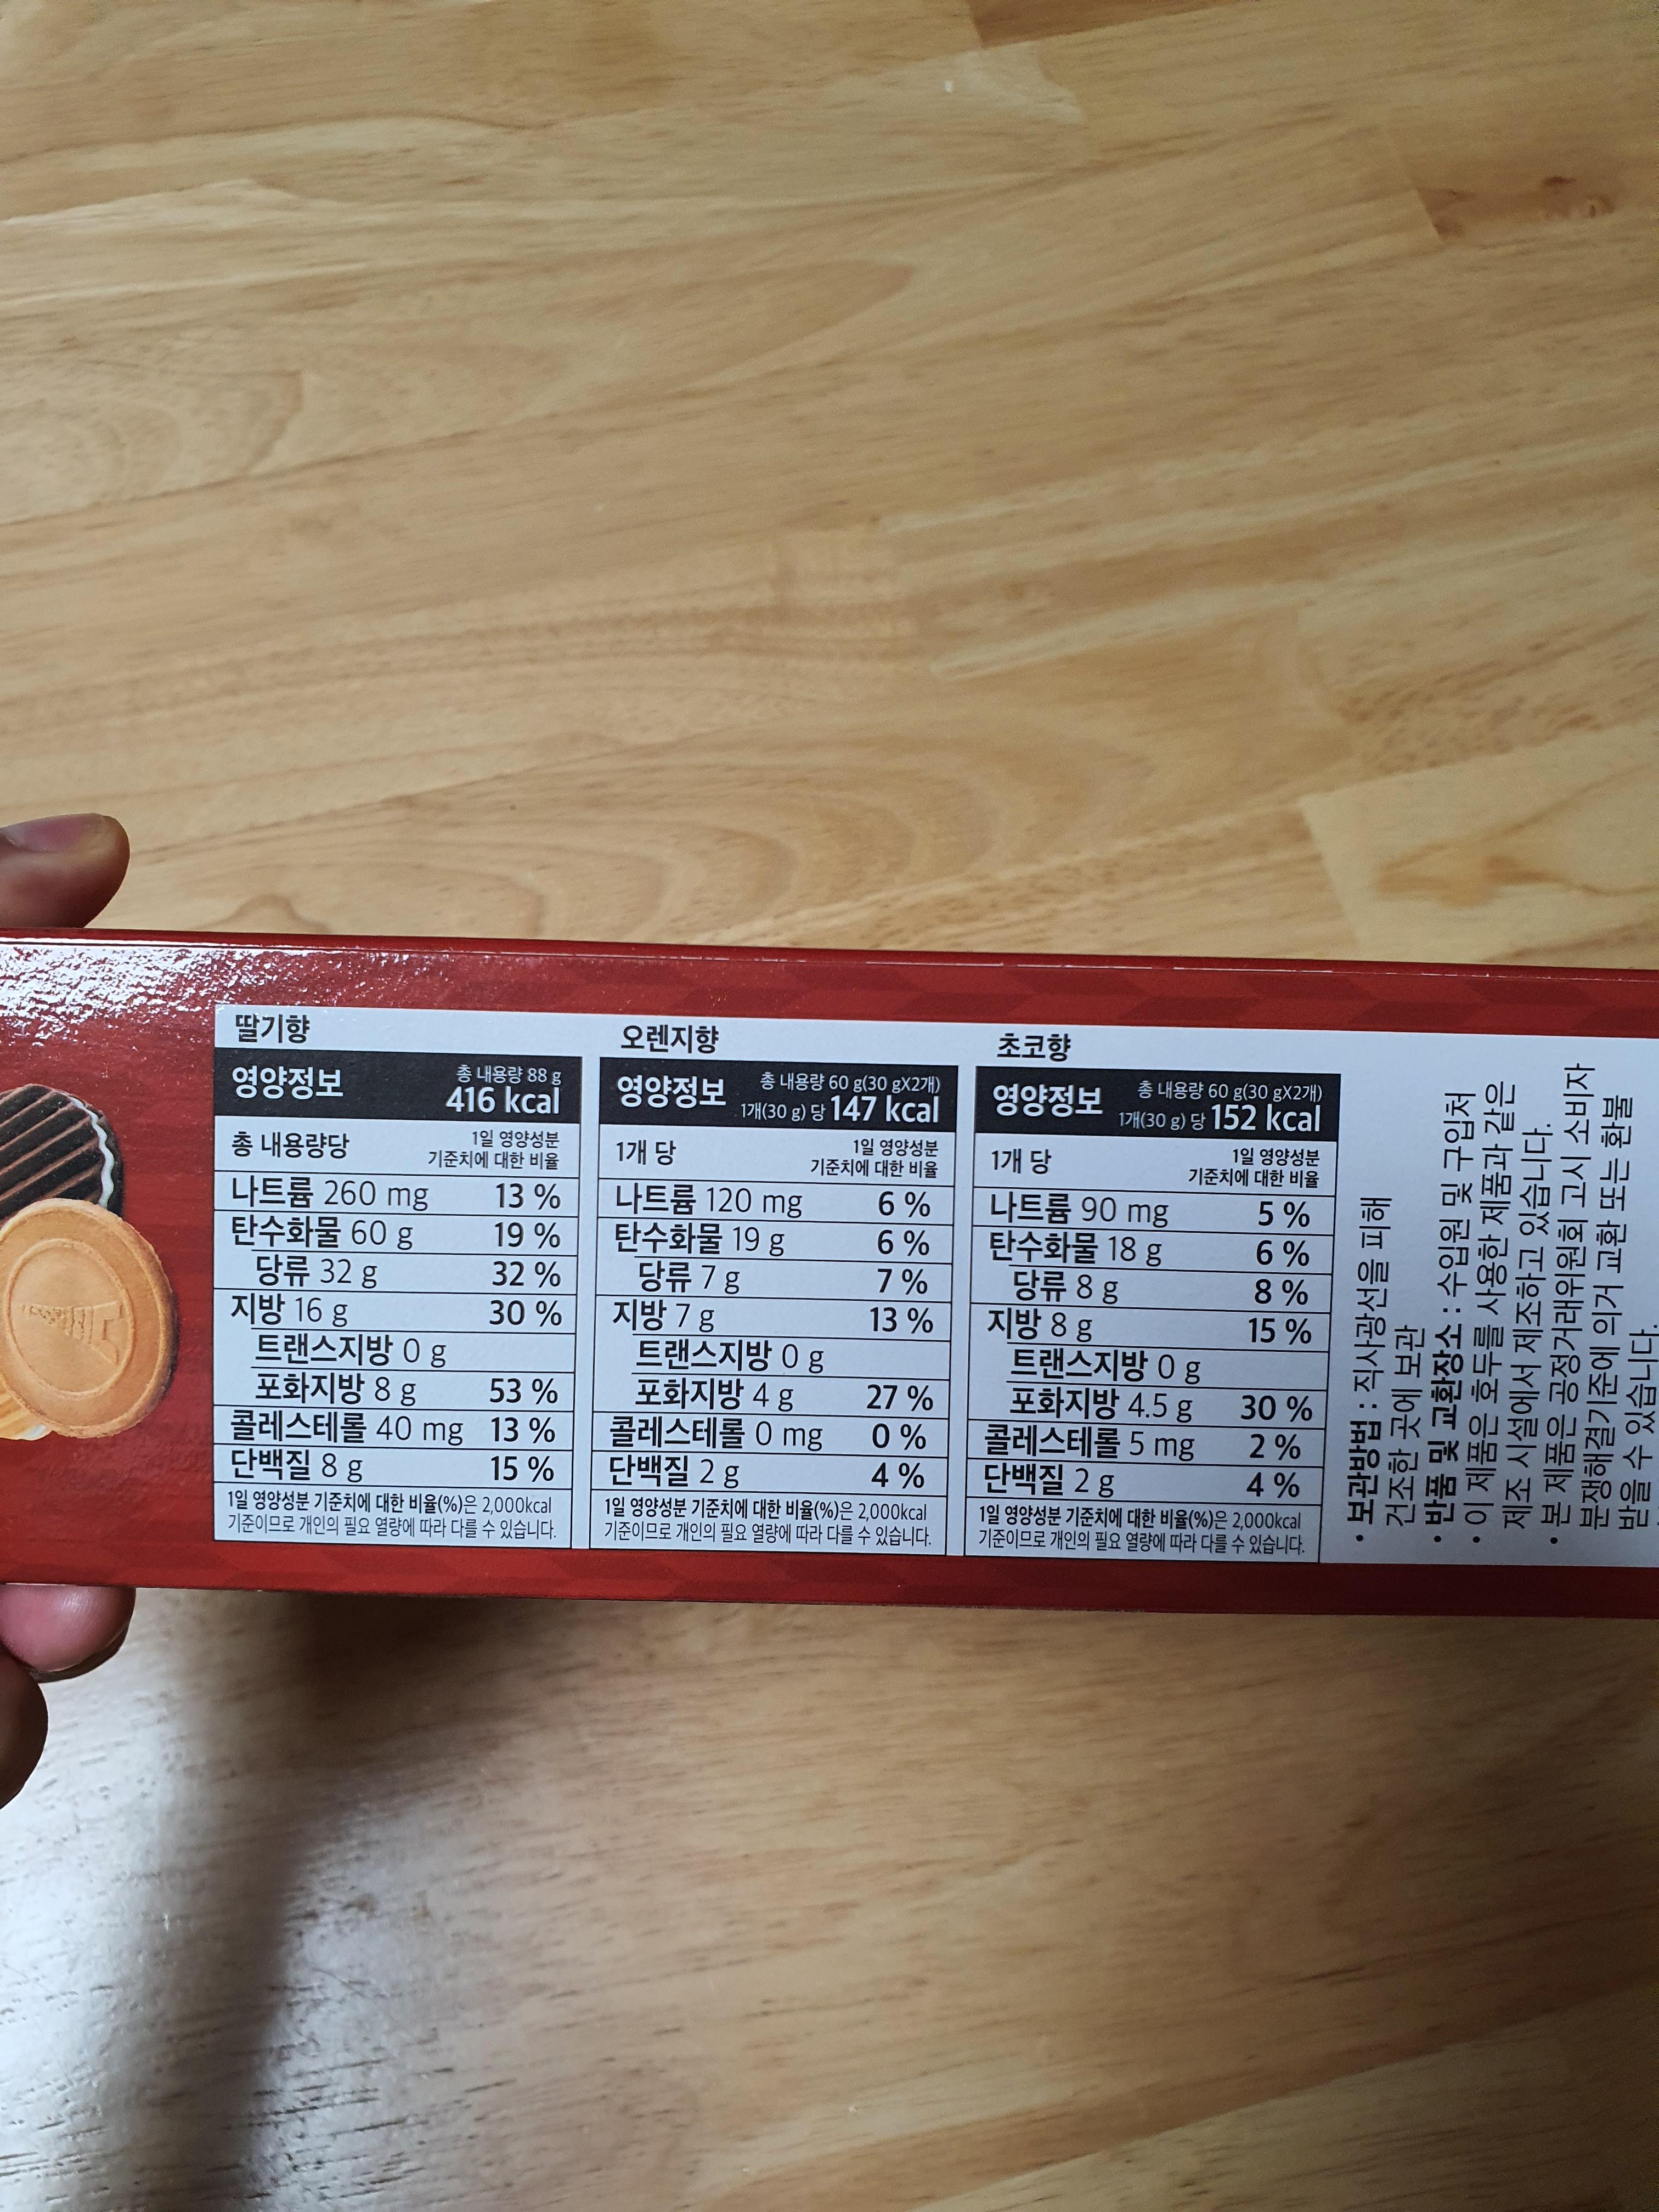 딸기향
영양정보 총 내용량 88 g
416 kcal
총 내용량당 1일 영양성분
기준치에 대한 비율
나트륨 260 mg 13 %
탄수화물 60 g 19 %
당류 32 g 32 %
지방 16 g 30 %
트랜스지방 0 g
포화지방 8 g 53 %
콜레스테롤 40 mg 13 %
단백질 8 g 15 %
1일 영양성분 기준치에 대한 비율(%)은 2,000kcal
기준이므로 개인의 필요 열량에 따라 다를 수 있습니다.
오렌지향
영양정보 총 내용량 60 g(30 gX2개)
1개(30 g) 당 147 kcal
1개 당 1일 영양성분
기준치에 대한 비율
나트륨 120 mg 6 %
탄수화물 19 g 6 %
당류 7 g 7 %
지방 7 g 13 %
트랜스지방 0 g
포화지방 4 g 27 %
콜레스테롤 0 mg 0 %
단백질 2 g 4 %
1일 영양성분 기준치에 대한 비율(%)은 2,000kcal
기준이므로 개인의 필요 열량에 따라 다를 수 있습니다.
초코향
영양정보 총 내용량 60 g(30 gX2개)
1개(30 g) 당 152 kcal
1개 당 1일 영양성분
기준치에 대한 비율
나트륨 90 mg 5 %
탄수화물 18 g 6 %
당류 8 g 8 %
지방 8 g 15 %
트랜스지방 0 g
포화지방 4.5 g 30 %
콜레스테롤 5 mg 2 %
단백질 2 g 4 %
1일 영양성분 기준치에 대한 비율(%)은 2,000kcal
기준이므로 개인의 필요 열량에 따라 다를 수 있습니다.
• 보관방법 : 직사광선을 피해
건조한 곳에 보관
• 반품 및 교환장소 : 수입원 및 구입처
• 이 제품은 호두를 사용한 제품과 같은
제조 시설에서 제조하고 있습니다.
• 본 제품은 공정거래위원회 고시 소비자
분쟁해결기준에 의거 교환 또는 환불
받을 수 있습니다.